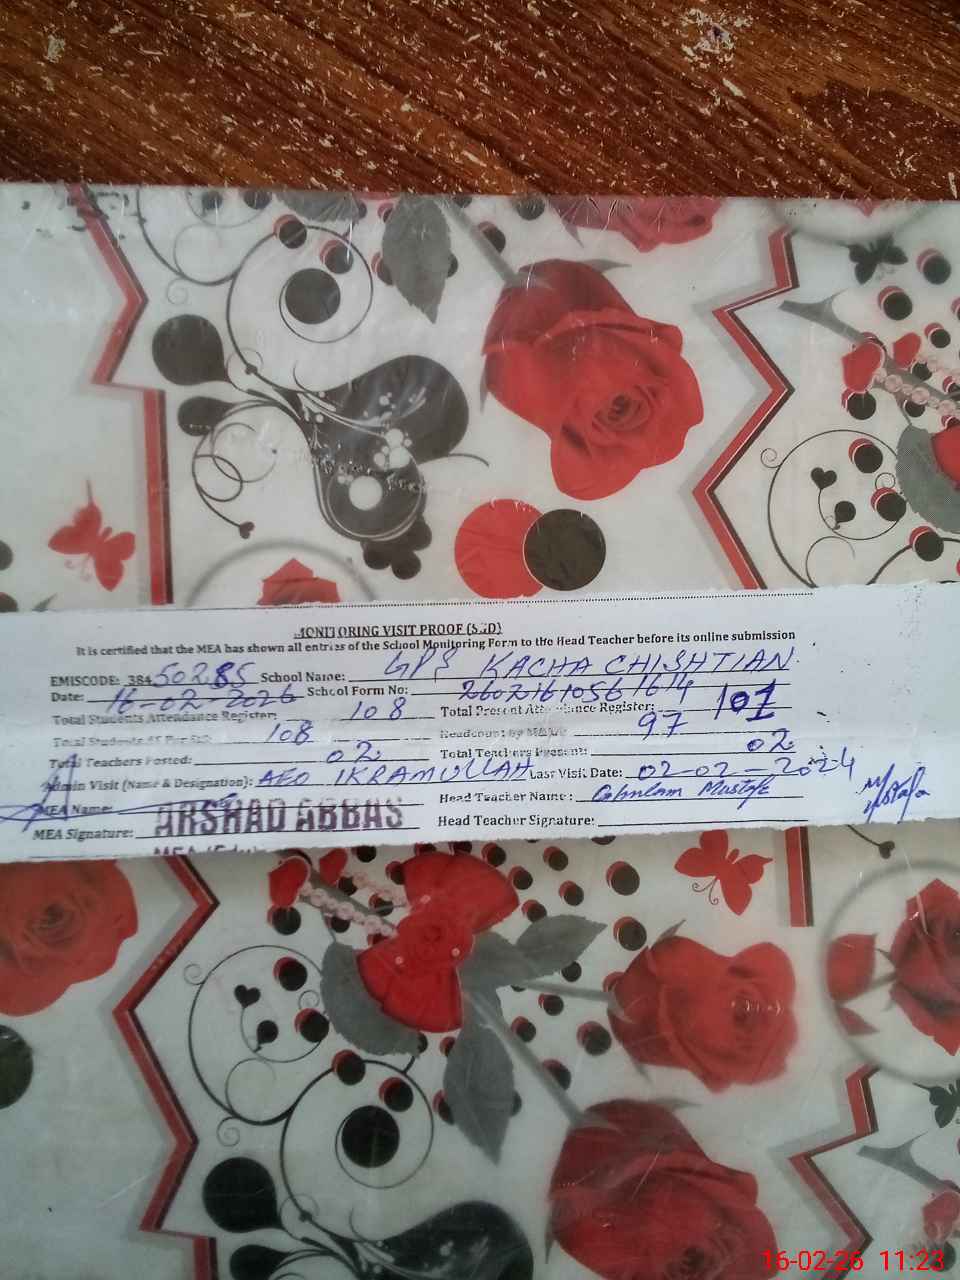 MONITORING VISIT PROOF (SED)
It is certified that the MEA has shown all entries of the School Monitoring Form to the Head Teacher before its online submission
EMISCODE: 38450285 School Name: GPS KACHA CHISHTIAN
Date: 16-02-2026 School Form No: 2602161056
Total Students Attendance Register: 108 Total Present Attendance Register: 101
Total Students 108 Headcount by MEA: 97
Total Teachers Posted: 02 Total Teachers Present: 02
Admin Visit (Name & Designation): AEO IKRAMULLAH Last Visit Date: 02-02-
MEA Name: ARSHAD ABBAS Head Teacher Name: Ghulam Mustafa
MEA Signature: Head Teacher Signature:
16-02-26 11:23